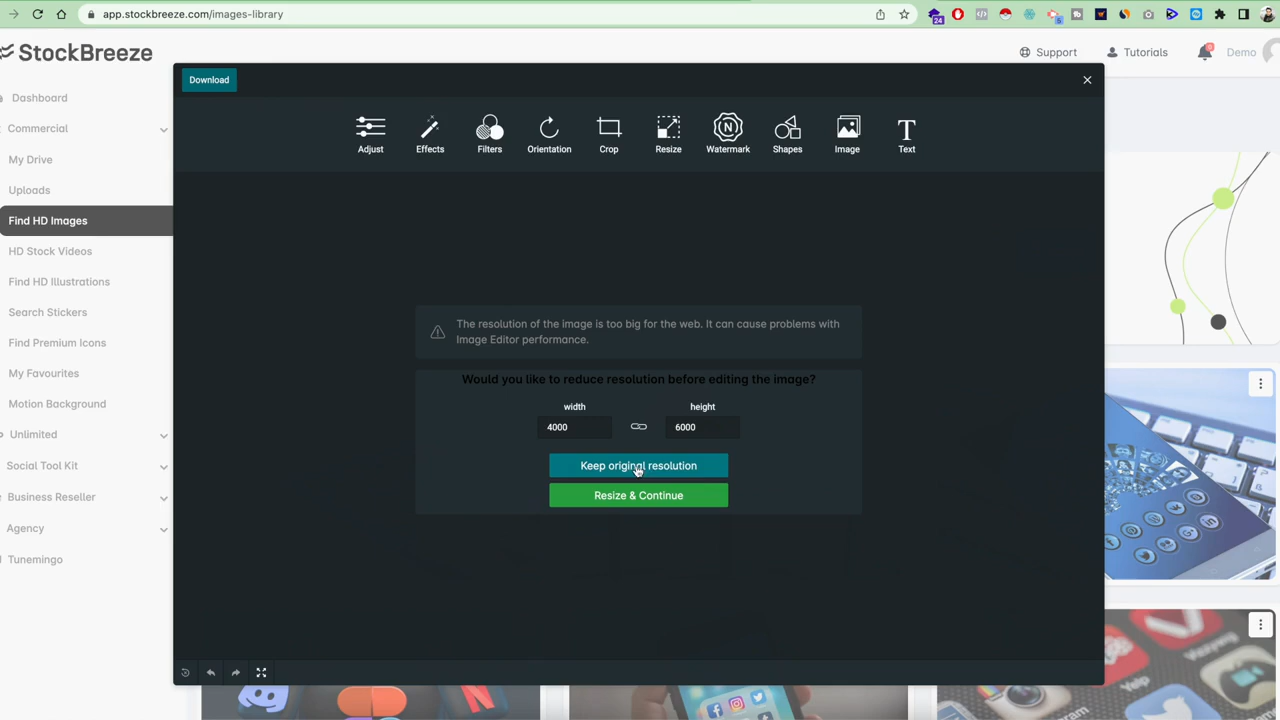 app.stockbreeze.com/images-library
24
5
StockBreeze
Support
Tutorials
Demo
Dashboard
Commercial
My Drive
Uploads
Find HD Images
HD Stock Videos
Find HD Illustrations
Search Stickers
Find Premium Icons
My Favourites
Motion Background
Unlimited
Social Tool Kit
Business Reseller
Agency
Tunemingo
Download
Adjust
Effects
Filters
Orientation
Crop
Resize
N
Watermark
Shapes
Image
T
Text
The resolution of the image is too big for the web. It can cause problems with
Image Editor performance.
Would you like to reduce resolution before editing the image?
width
height
4000
6000
Keep original resolution
Resize & Continue
Yelp